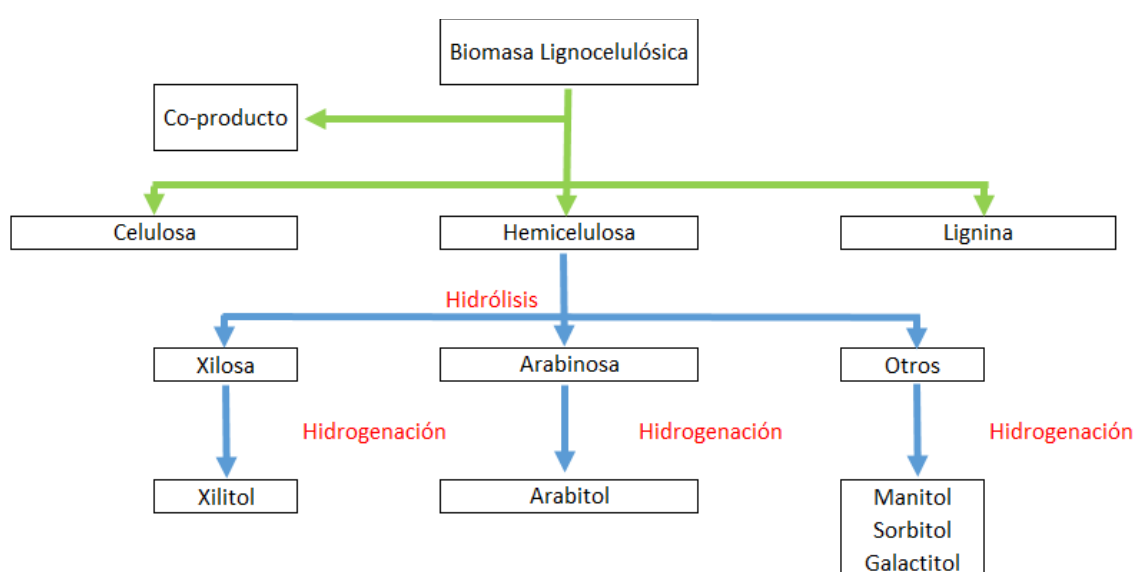 Biomasa Lignocelulósica
Co-producto
Celulosa
Hemicelulosa
Lignina
Hidrólisis
Xilosa
Arabinosa
Otros
Hidrogenación
Hidrogenación
Hidrogenación
Xilitol
Arabitol
Manitol
Sorbitol
Galactitol